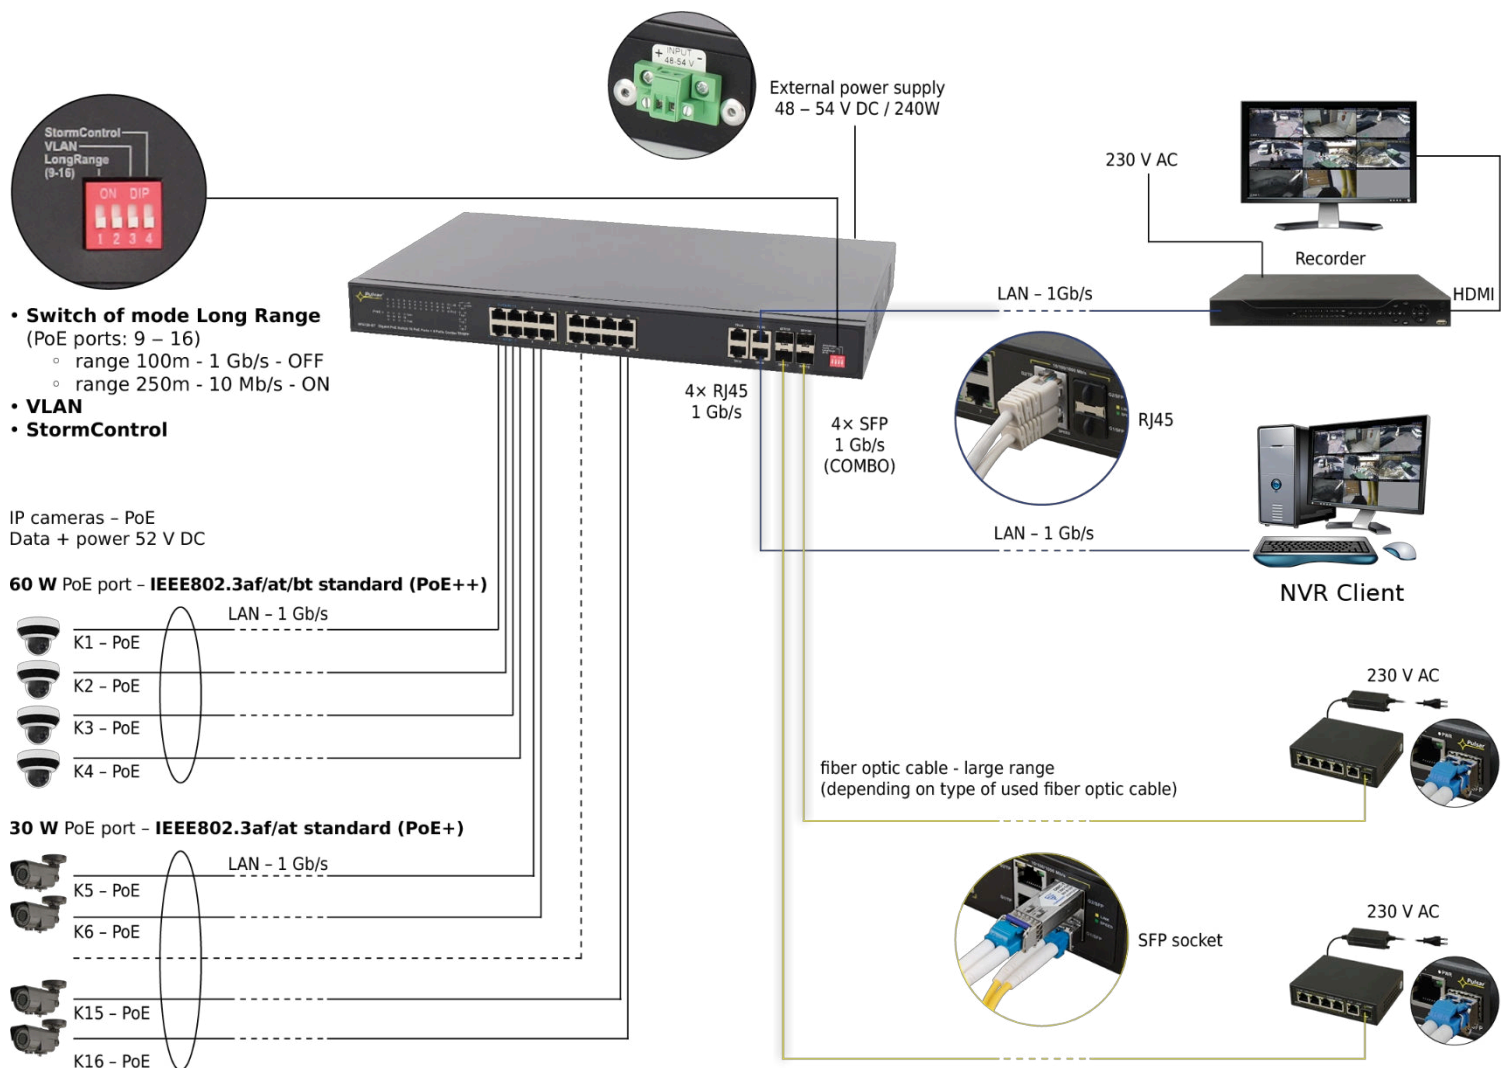 + INPUT -
48-54 V
External power supply
48 – 54 V DC / 240W
StormControl
VLAN
LongRange
(9-16)
ON DIP
1 2 3 4
230 V AC
Recorder
HDMI
LAN – 1Gb/s
• Switch of mode Long Range
(PoE ports: 9 – 16)
◦ range 100m - 1 Gb/s - OFF
◦ range 250m - 10 Mb/s - ON
• VLAN
• StormControl
Pulsar
4× RJ45
1 Gb/s
4× SFP
1 Gb/s
(COMBO)
RJ45
LAN – 1 Gb/s
NVR Client
IP cameras – PoE
Data + power 52 V DC
60 W PoE port – IEEE802.3af/at/bt standard (PoE++)
LAN – 1 Gb/s
K1 – PoE
K2 – PoE
K3 – PoE
K4 – PoE
30 W PoE port – IEEE802.3af/at standard (PoE+)
LAN – 1 Gb/s
K5 – PoE
K6 – PoE
K15 – PoE
K16 – PoE
230 V AC
PWR
Pulsar
fiber optic cable - large range
(depending on type of used fiber optic cable)
SFP socket
230 V AC
PWR
Pulsar